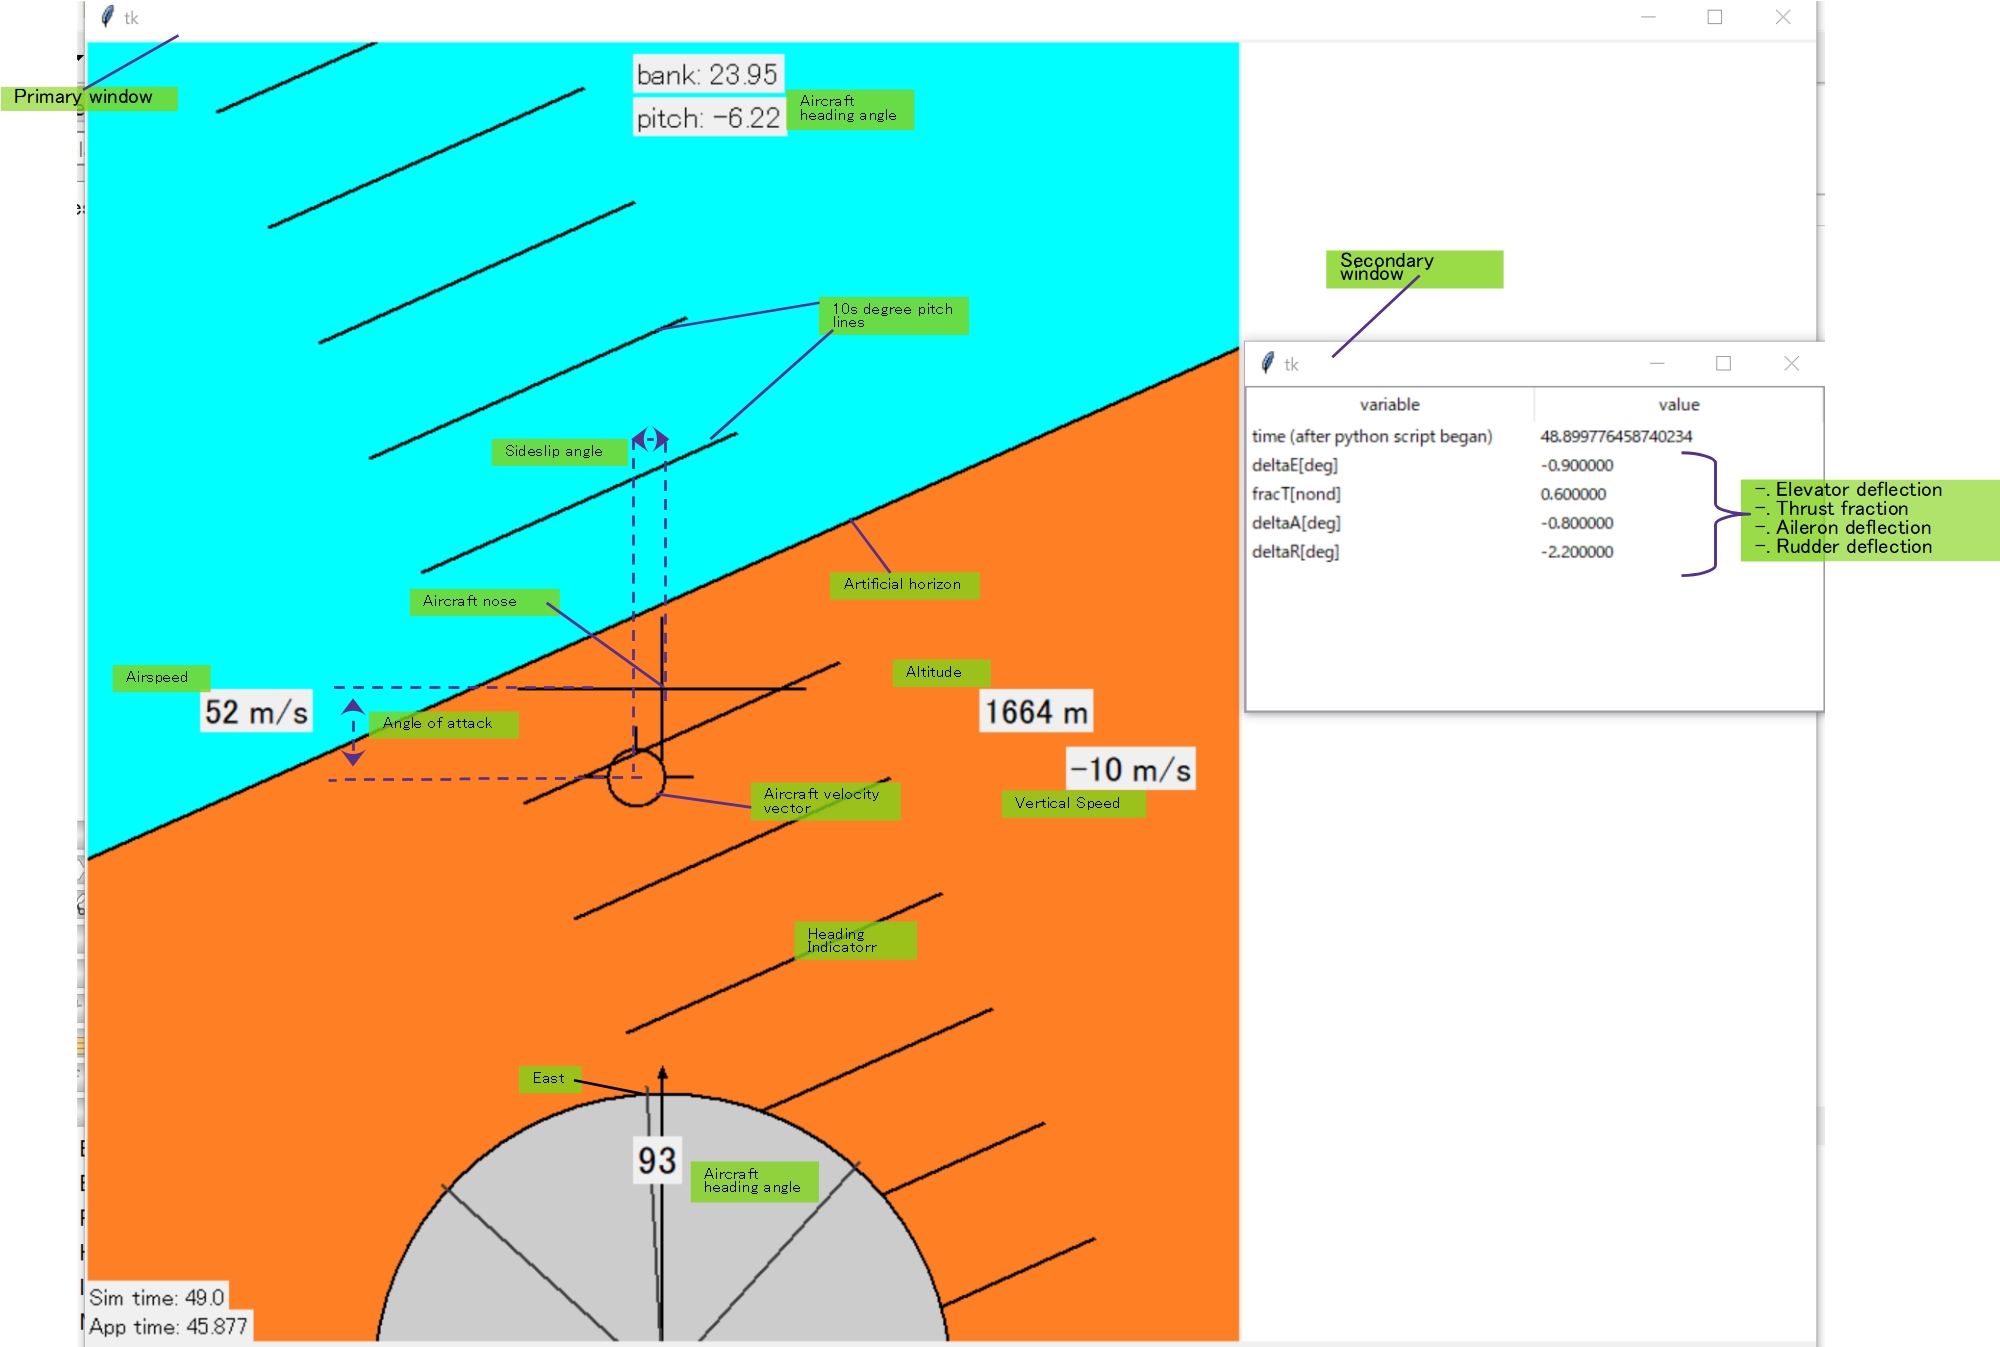 tk
Primary window
bank: 23.95
pitch: -6.22
Aircraft
heading angle
Secondary
window
10s degree pitch
lines
tk
variable value
time (after python script began) 48.899776458740234
deltaE[deg] -0.900000
fracT[nond] 0.600000
deltaA[deg] -0.800000
deltaR[deg] -2.200000
-. Elevator deflection
-. Thrust fraction
-. Aileron deflection
-. Rudder deflection
Sideslip angle
Artificial horizon
Aircraft nose
Airspeed
52 m/s
Angle of attack
Altitude
1664 m
-10 m/s
Vertical Speed
Aircraft velocity
vector
Heading
Indicatorr
East
93
Aircraft
heading angle
Sim time: 49.0
App time: 45.877